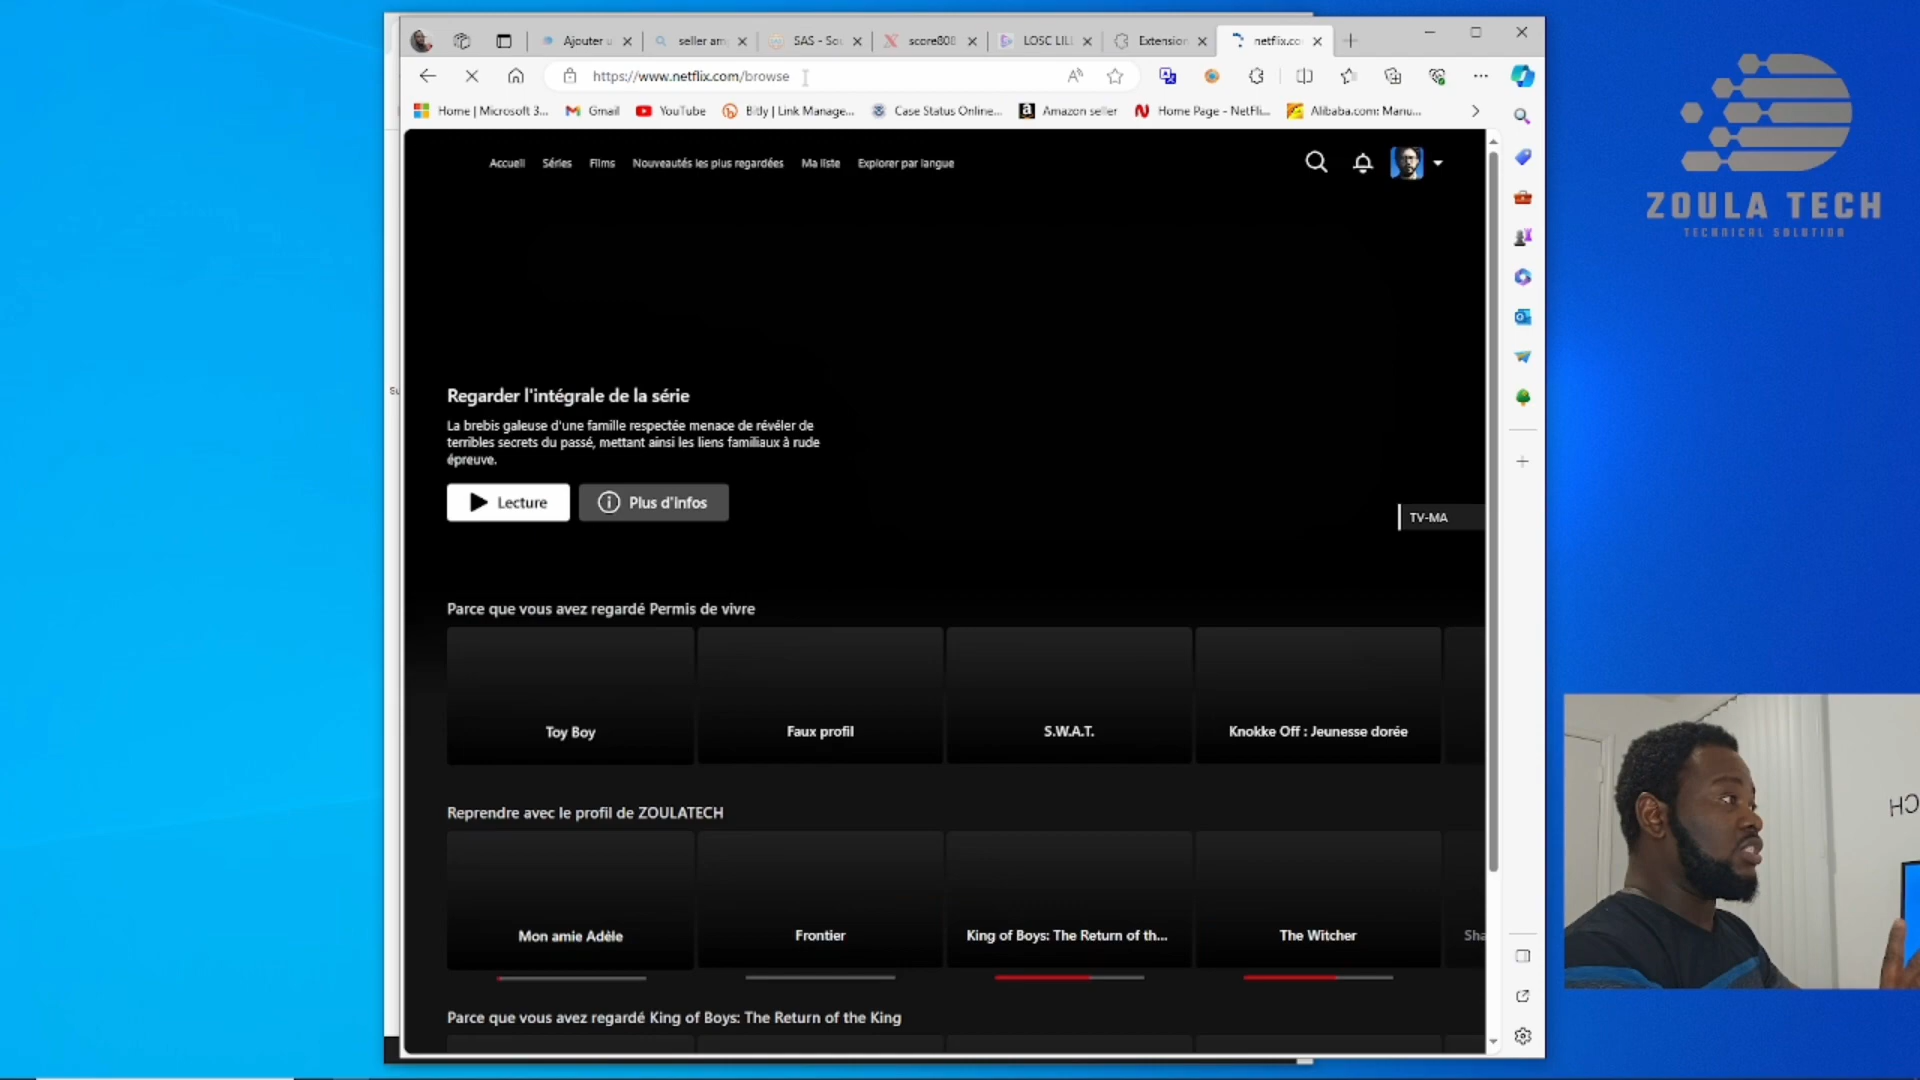 Ajouter u
seller am
SAS - Sou
score808
LOSC LIL
Extension
netflix.co
https://www.netflix.com/browse
Home | Microsoft 3...
Gmail
YouTube
Bitly | Link Manage...
Case Status Online...
Amazon seller
Home Page - NetFli...
Alibaba.com: Manu...
Accueil
Séries
Films
Nouveautés les plus regardées
Ma liste
Explorer par langue
ZOULA TECH
TECHNICAL SOLUTION
Regarder l'intégrale de la série
La brebis galeuse d'une famille respectée menace de révéler de
terribles secrets du passé, mettant ainsi les liens familiaux à rude
épreuve.
Lecture
Plus d'infos
TV-MA
Parce que vous avez regardé Permis de vivre
Toy Boy
Faux profil
S.W.A.T.
Knokke Off : Jeunesse dorée
Reprendre avec le profil de ZOULATECH
Mon amie Adèle
Frontier
King of Boys: The Return of th...
The Witcher
Sha
Parce que vous avez regardé King of Boys: The Return of the King